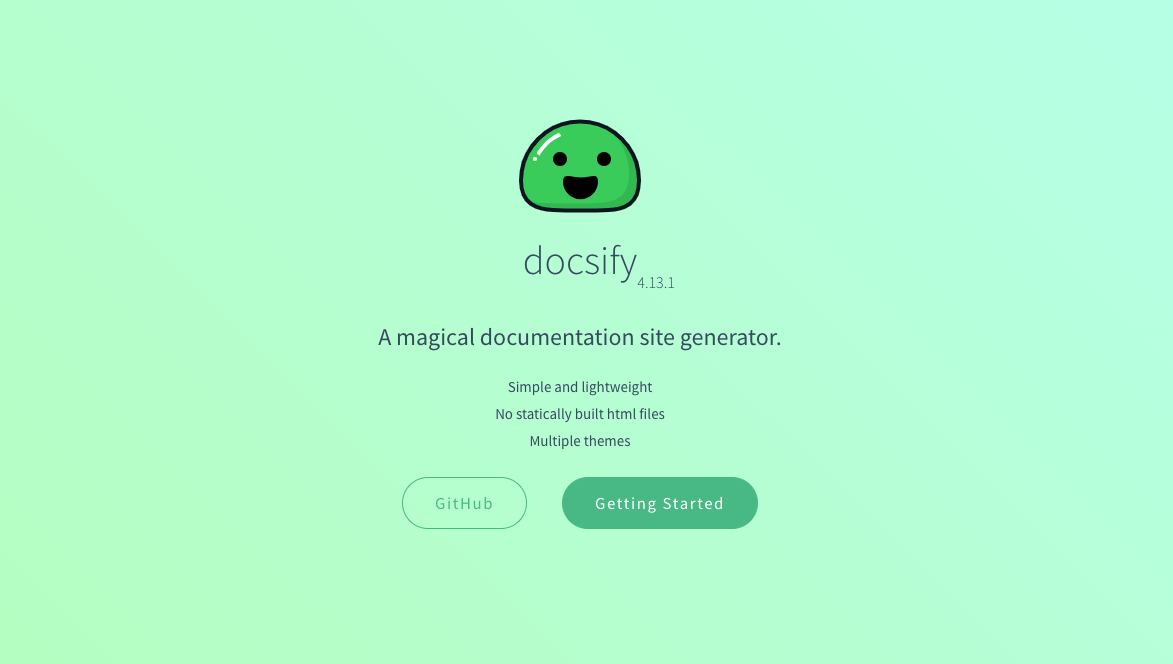 docsify 4.13.1
A magical documentation site generator.
Simple and lightweight
No statically built html files
Multiple themes
GitHub Getting Started